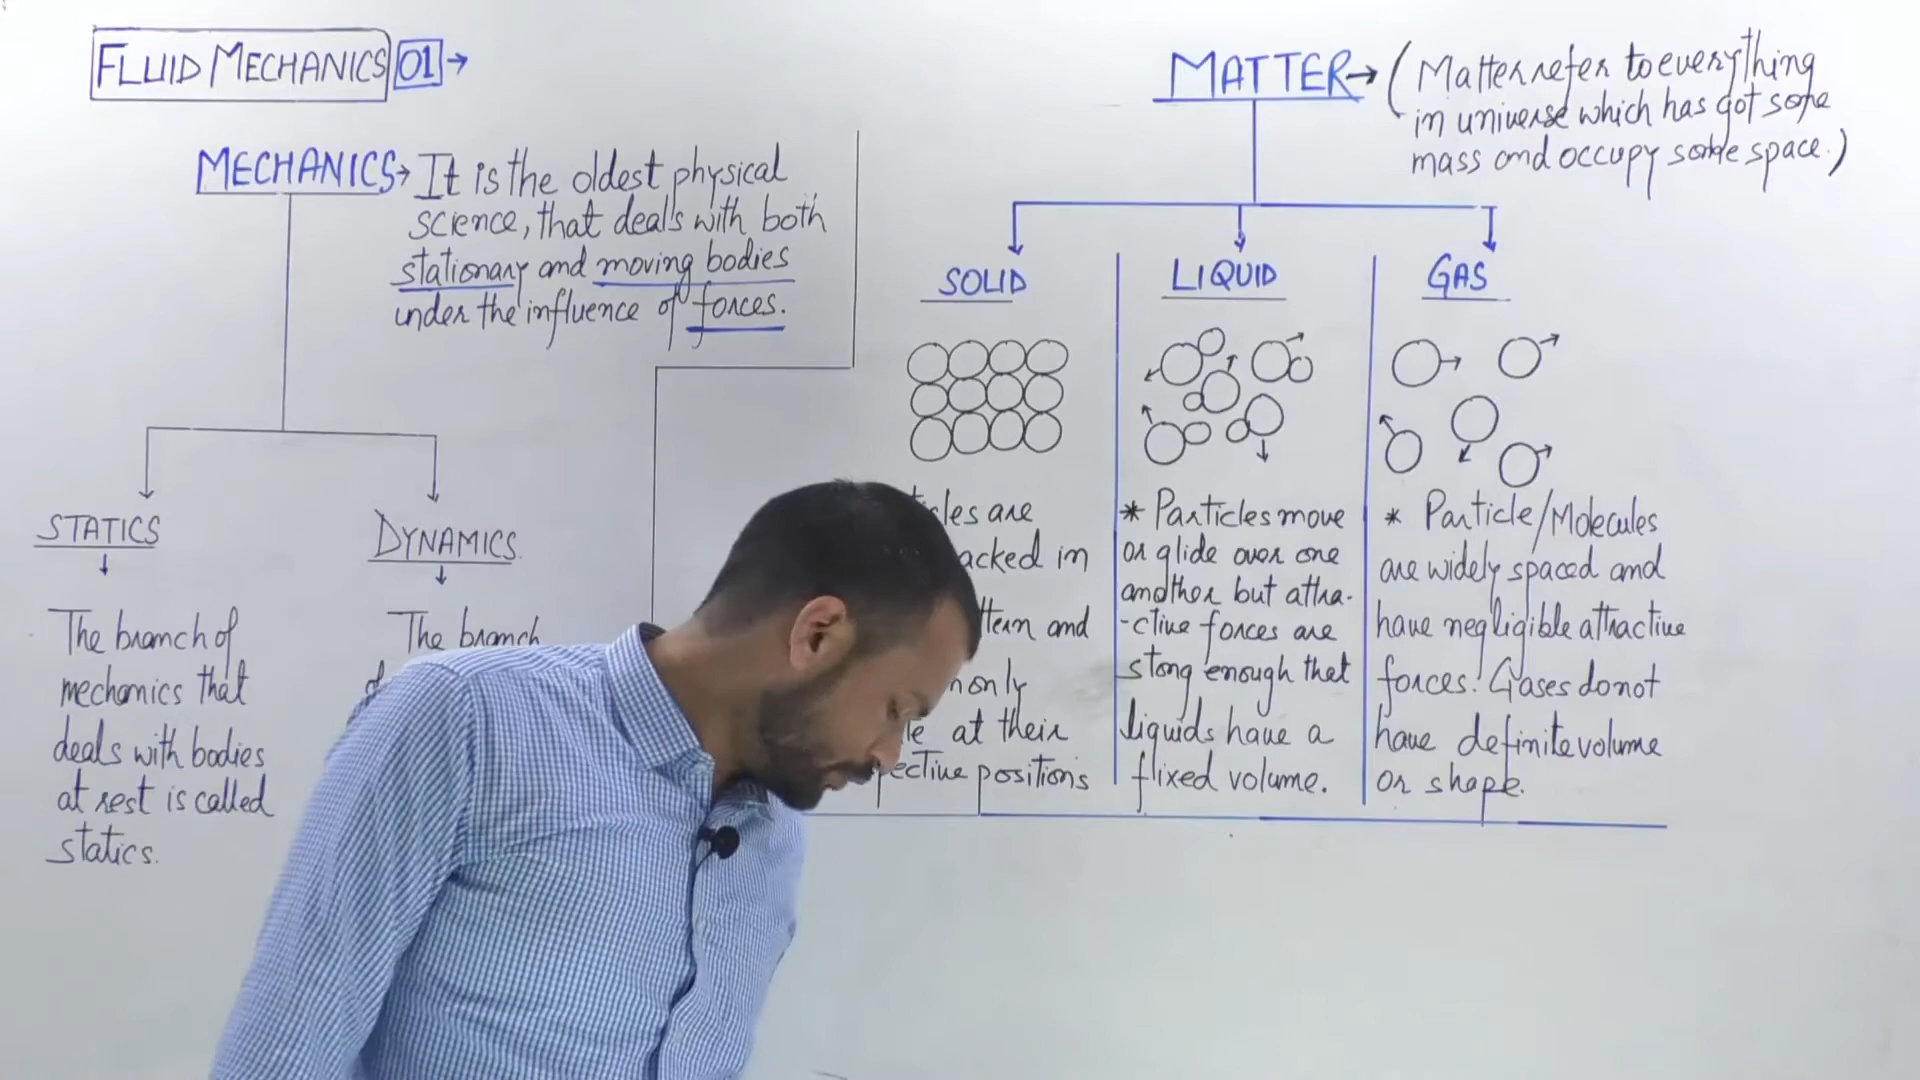 FLUID MECHANICS 01 →
MECHANICS → It is the oldest physical
science, that deals with both
stationary and moving bodies
under the influence of forces.
STATICS
The branch of
mechanics that
deals with bodies
at rest is called
statics.
DYNAMICS
The branch
MATTER → (Matter refer to everything
in universe which has got some
mass and occupy some space.)
SOLID
are
in
and
only
at their
positions
LIQUID
* Particles move
or glide over one
another but attra-
-ctive forces are
stong enough that
liquids have a
flixed volume.
GAS
* Particle/Molecules
are widely spaced and
have negligible attractive
forces. Gases do not
have definite volume
or shape.